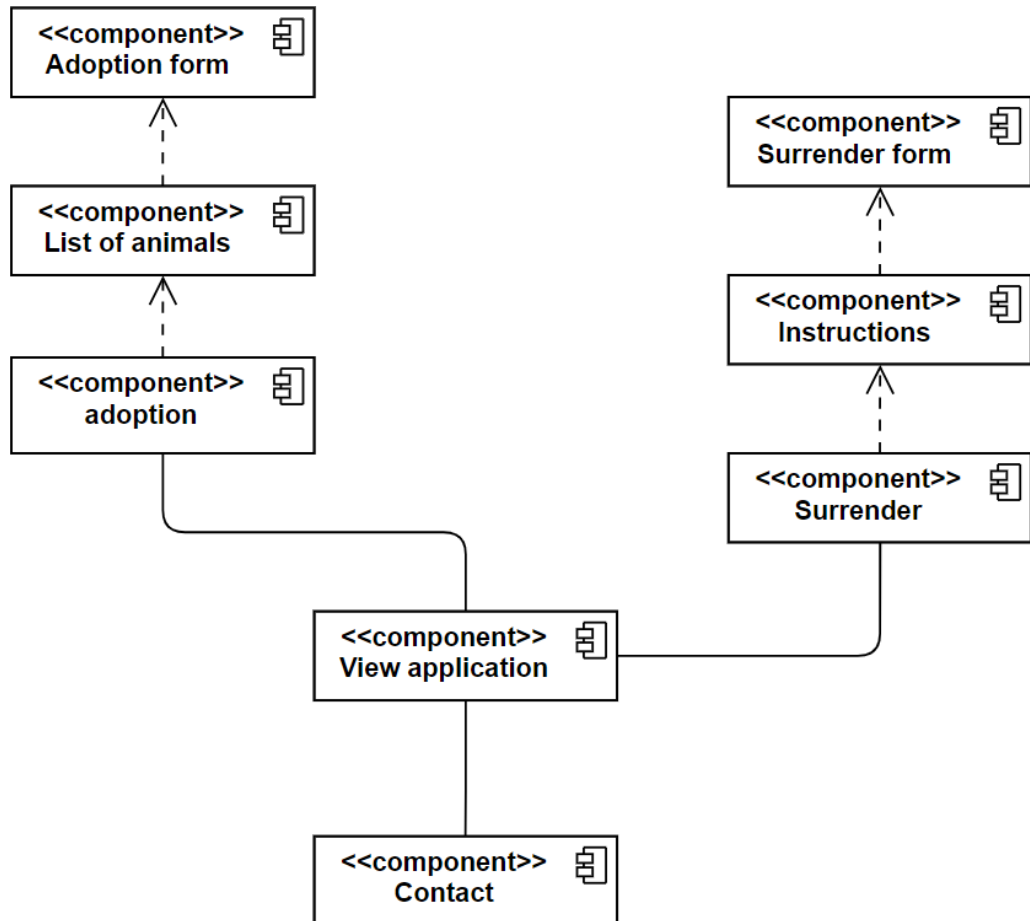 <<component>>
Adoption form
<<component>>
Surrender form
<<component>>
List of animals
<<component>>
Instructions
<<component>>
adoption
<<component>>
Surrender
<<component>>
View application
<<component>>
Contact